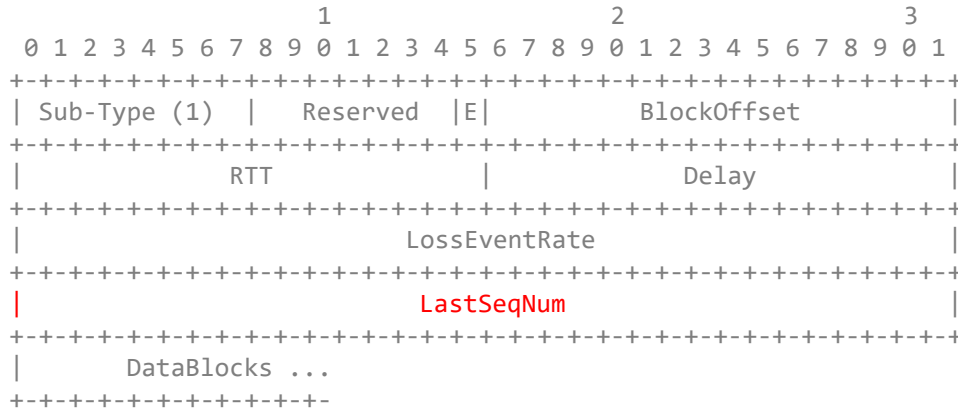 1                   2                   3
 0 1 2 3 4 5 6 7 8 9 0 1 2 3 4 5 6 7 8 9 0 1 2 3 4 5 6 7 8 9 0 1
+-+-+-+-+-+-+-+-+-+-+-+-+-+-+-+-+-+-+-+-+-+-+-+-+-+-+-+-+-+-+-+-+
| Sub-Type (1)  |   Reserved  |E|          BlockOffset          |
+-+-+-+-+-+-+-+-+-+-+-+-+-+-+-+-+-+-+-+-+-+-+-+-+-+-+-+-+-+-+-+-+
|              RTT              |             Delay             |
+-+-+-+-+-+-+-+-+-+-+-+-+-+-+-+-+-+-+-+-+-+-+-+-+-+-+-+-+-+-+-+-+
|                          LossEventRate                        |
+-+-+-+-+-+-+-+-+-+-+-+-+-+-+-+-+-+-+-+-+-+-+-+-+-+-+-+-+-+-+-+-+
|                           LastSeqNum                          |
+-+-+-+-+-+-+-+-+-+-+-+-+-+-+-+-+-+-+-+-+-+-+-+-+-+-+-+-+-+-+-+-+
|       DataBlocks ...
+-+-+-+-+-+-+-+-+-+-+-